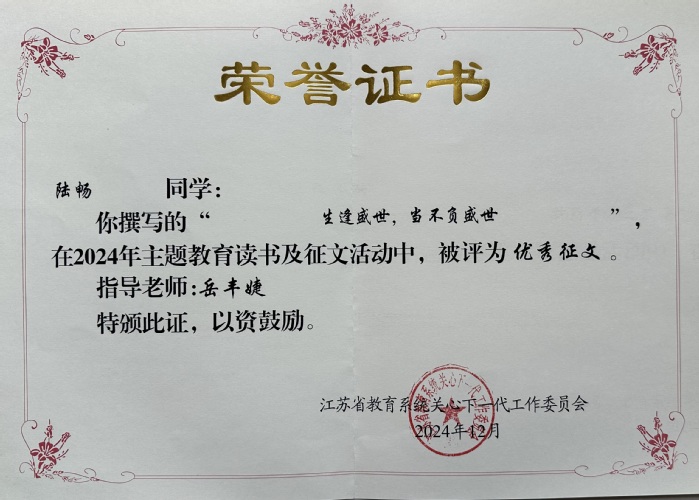 荣誉证书
陆畅 同学：
你撰写的“ 生逢盛世，当不负盛世 ”，
在2024年主题教育读书及征文活动中，被评为 优秀征文 。
指导老师:岳丰婕
特颁此证，以资鼓励。
江苏省教育系统关心下一代工作委员会
2024年12月